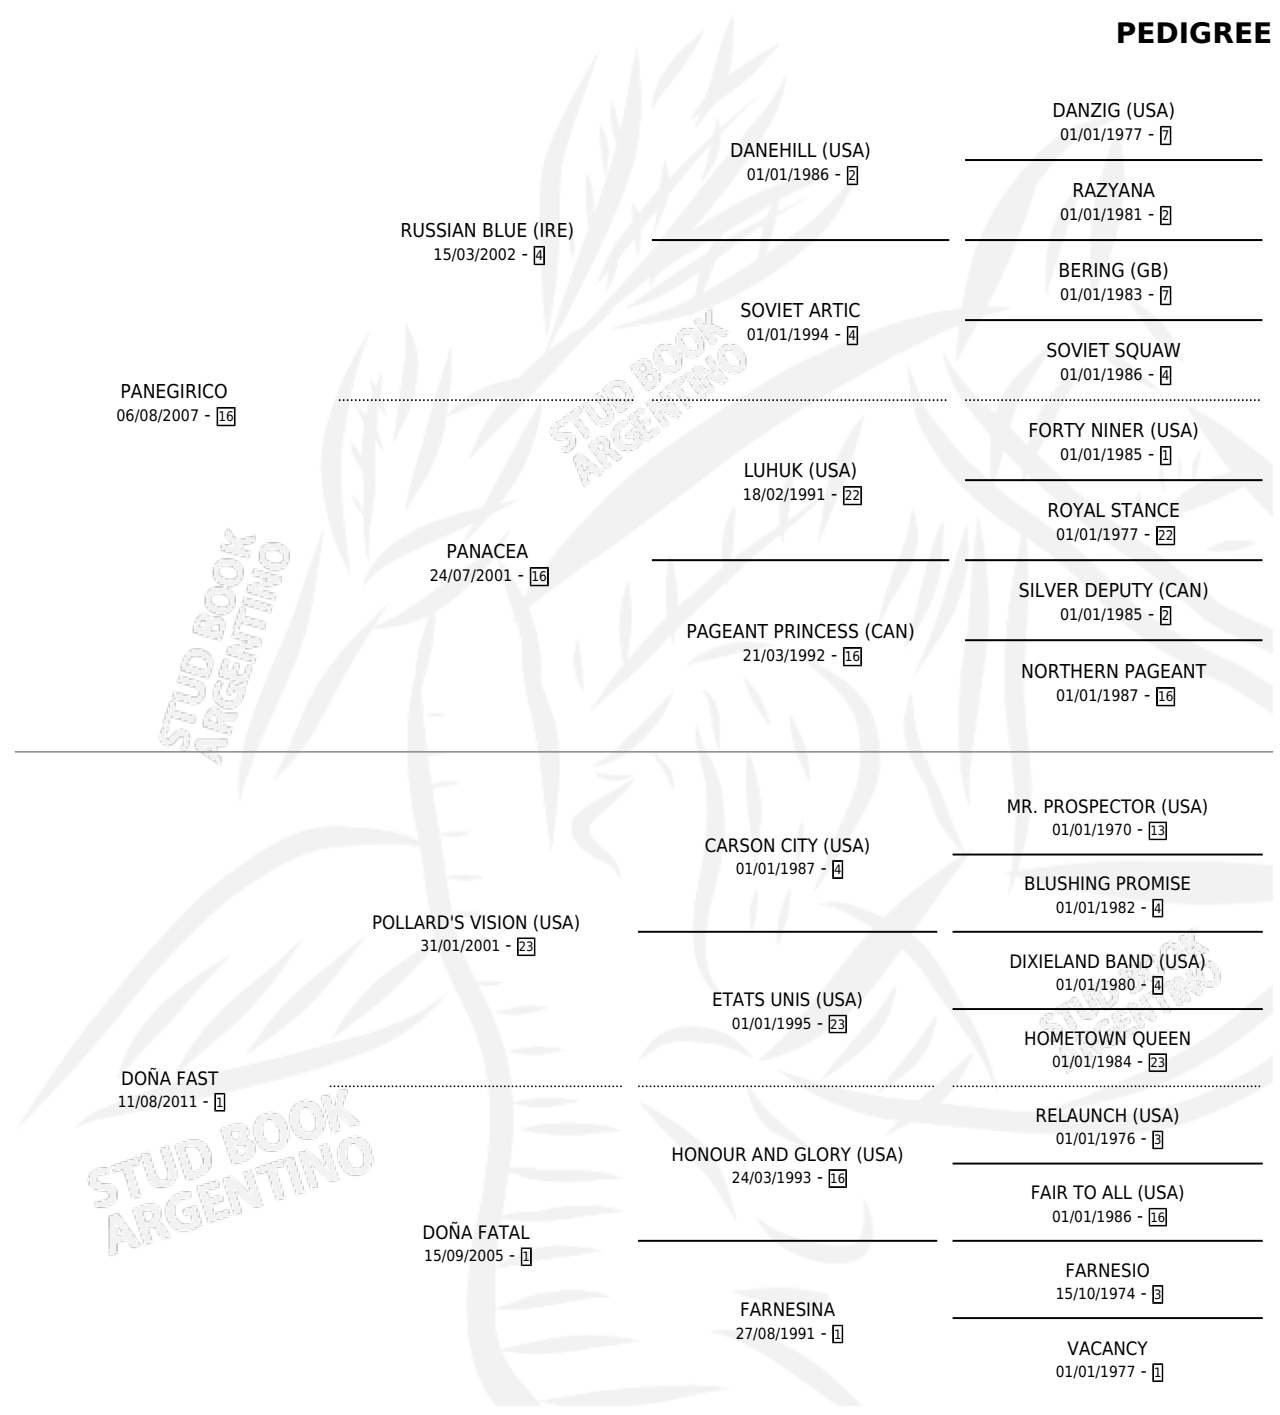 PEDIGREE
DANZIG (USA)
01/01/1977 - 7
DANEHILL (USA)
01/01/1986 - 2
RAZYANA
01/01/1981 - 2
RUSSIAN BLUE (IRE)
15/03/2002 - 4
BERING (GB)
01/01/1983 - 7
SOVIET ARTIC
01/01/1994 - 4
SOVIET SQUAW
01/01/1986 - 4
PANEGIRICO
06/08/2007 - 16
FORTY NINER (USA)
01/01/1985 - 1
LUHUK (USA)
18/02/1991 - 22
ROYAL STANCE
01/01/1977 - 22
PANACEA
24/07/2001 - 16
SILVER DEPUTY (CAN)
01/01/1985 - 2
PAGEANT PRINCESS (CAN)
21/03/1992 - 16
NORTHERN PAGEANT
01/01/1987 - 16
MR. PROSPECTOR (USA)
01/01/1970 - 13
CARSON CITY (USA)
01/01/1987 - 4
BLUSHING PROMISE
01/01/1982 - 4
POLLARD'S VISION (USA)
31/01/2001 - 23
DIXIELAND BAND (USA)
01/01/1980 - 4
ETATS UNIS (USA)
01/01/1995 - 23
HOMETOWN QUEEN
01/01/1984 - 23
DOÑA FAST
11/08/2011 - 1
RELAUNCH (USA)
01/01/1976 - 3
HONOUR AND GLORY (USA)
24/03/1993 - 16
FAIR TO ALL (USA)
01/01/1986 - 16
DOÑA FATAL
15/09/2005 - 1
FARNESIO
15/10/1974 - 3
FARNESINA
27/08/1991 - 1
VACANCY
01/01/1977 - 1
STUD BOOK
ARGENTINO
STUD BOOK
ARGENTINO
STUD BOOK
ARGENTINO
STUD BOOK
ARGENTINO